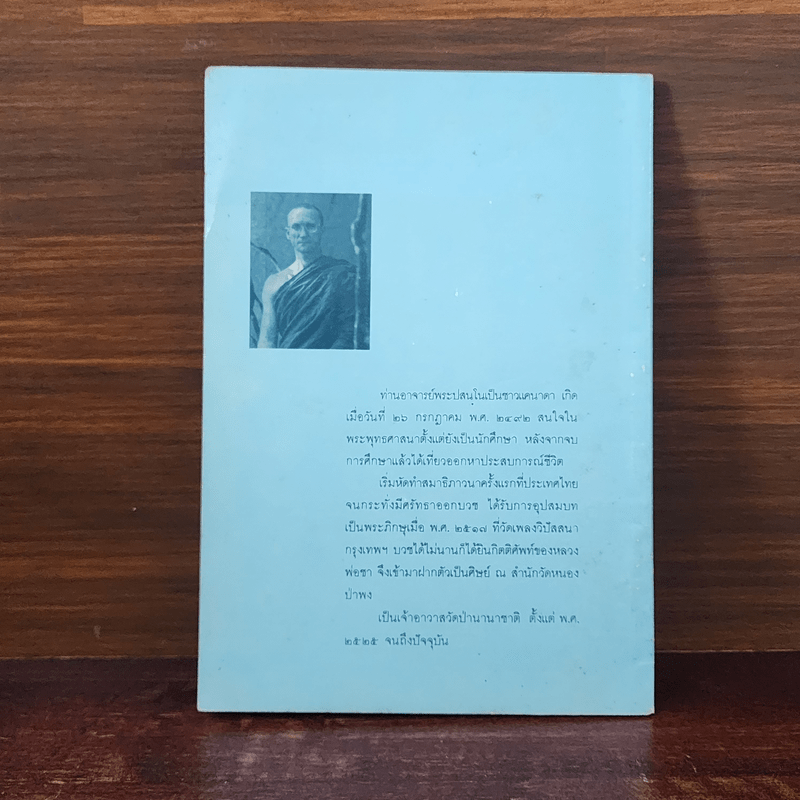 ท่านอาจารย์พระปสนฺโนเป็นชาวแคนาดา เกิด
เมื่อวันที่ ๒๖ กรกฎาคม พ.ศ. ๒๔๙๒ สนใจใน
พระพุทธศาสนาตั้งแต่ยังเป็นนักศึกษา หลังจากจบ
การศึกษาแล้วได้เที่ยวออกหาประสบการณ์ชีวิต
เริ่มหัดทำสมาธิภาวนาครั้งแรกที่ประเทศไทย
จนกระทั่งมีศรัทธาออกบวช ได้รับการอุปสมบท
เป็นพระภิกษุเมื่อ พ.ศ. ๒๕๑๗ ที่วัดเพลงวิปัสสนา
กรุงเทพฯ บวชได้ไม่นานก็ได้ยินกิตติศัพท์ของหลวง
พ่อชา จึงเข้ามาฝากตัวเป็นศิษย์ ณ สำนักวัดหนอง
ป่าพง
เป็นเจ้าอาวาสวัดป่านานาชาติ ตั้งแต่ พ.ศ.
๒๕๒๕ จนถึงปัจจุบัน